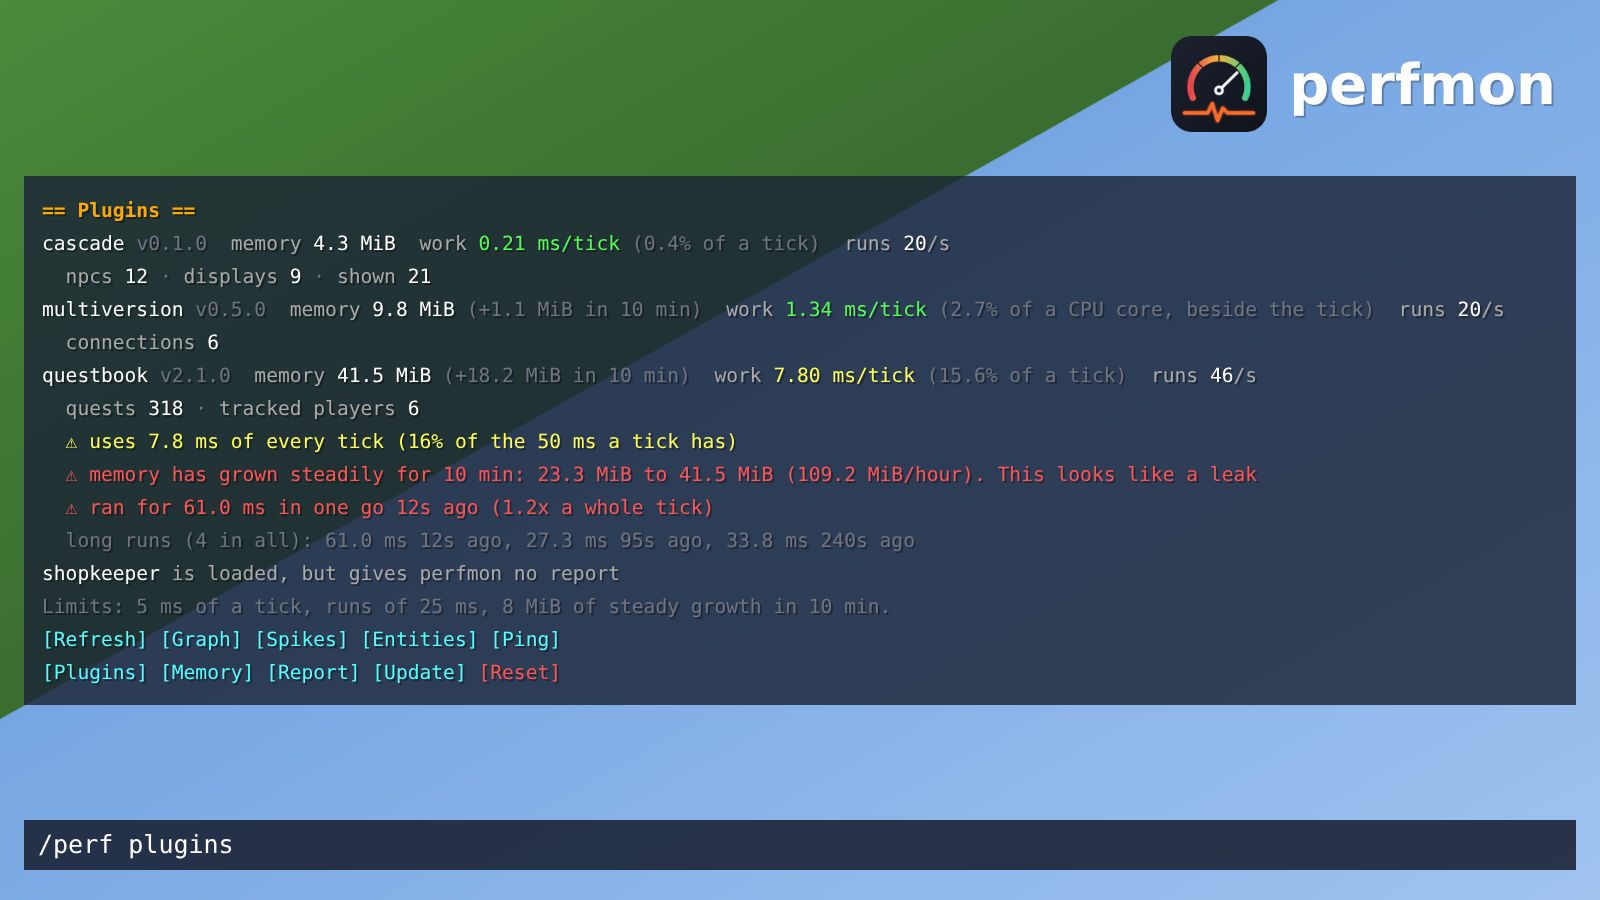 perfmon
== Plugins ==
cascade v0.1.0  memory 4.3 MiB  work 0.21 ms/tick (0.4% of a tick)  runs 20/s
npcs 12 · displays 9 · shown 21
multiversion v0.5.0  memory 9.8 MiB (+1.1 MiB in 10 min)  work 1.34 ms/tick (2.7% of a CPU core, beside the tick)  runs 20/s
connections 6
questbook v2.1.0  memory 41.5 MiB (+18.2 MiB in 10 min)  work 7.80 ms/tick (15.6% of a tick)  runs 46/s
quests 318 · tracked players 6
⚠ uses 7.8 ms of every tick (16% of the 50 ms a tick has)
⚠ memory has grown steadily for 10 min: 23.3 MiB to 41.5 MiB (109.2 MiB/hour). This looks like a leak
⚠ ran for 61.0 ms in one go 12s ago (1.2x a whole tick)
long runs (4 in all): 61.0 ms 12s ago, 27.3 ms 95s ago, 33.8 ms 240s ago
shopkeeper is loaded, but gives perfmon no report
Limits: 5 ms of a tick, runs of 25 ms, 8 MiB of steady growth in 10 min.
[Refresh] [Graph] [Spikes] [Entities] [Ping]
[Plugins] [Memory] [Report] [Update] [Reset]
/perf plugins